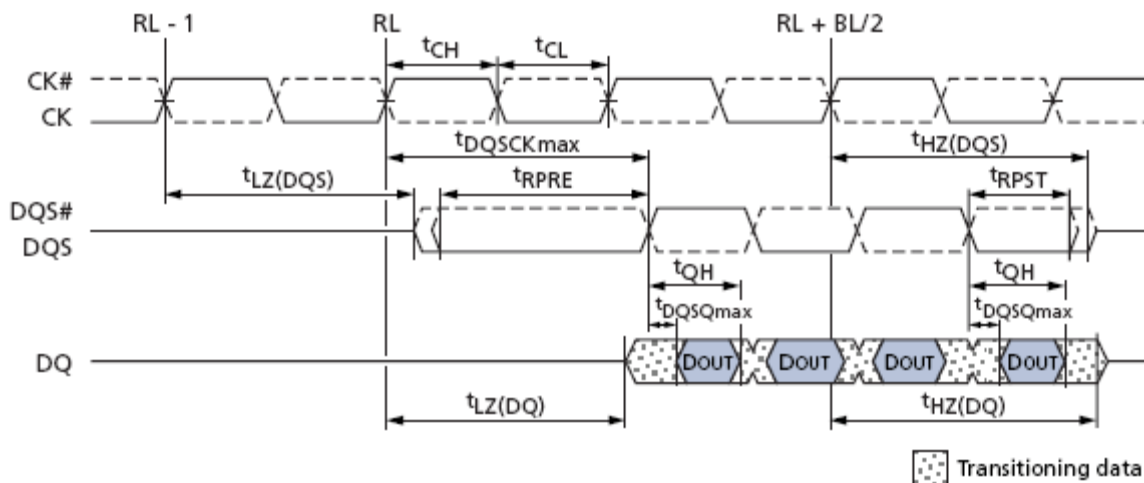 RL - 1 RL RL + BL/2
tCH tCL
CK#
CK
tDQSCKmax tHZ(DQS)
tLZ(DQS) tRPRE tRPST
DQS#
DQS
tQH tQH
tDQSQmax tDQSQmax
DQ DOUT DOUT DOUT DOUT
tLZ(DQ) tHZ(DQ)
Transitioning data